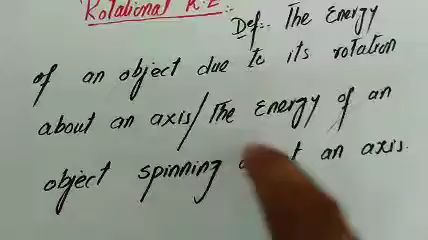 Rotational K.E:.
Def:. The Energy
of an object due to its rotation
about an axis/The Energy of an
object spinning an axis.